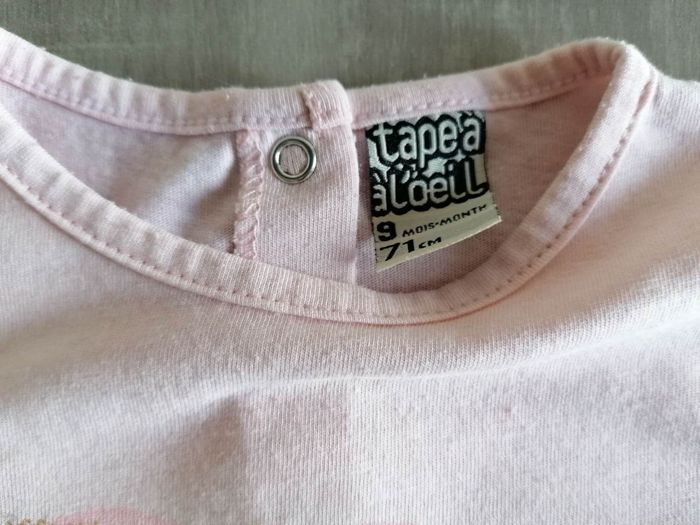 tape à
à l'oeil
9 MOIS-MONTH
71 CM